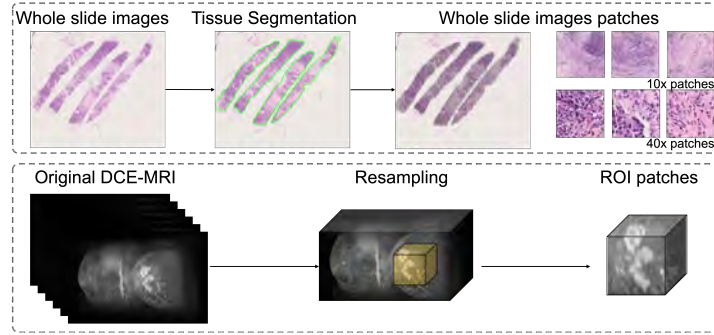 Whole slide images
Tissue Segmentation
Whole slide images patches
10x patches
40x patches
Original DCE-MRI
Resampling
ROI patches